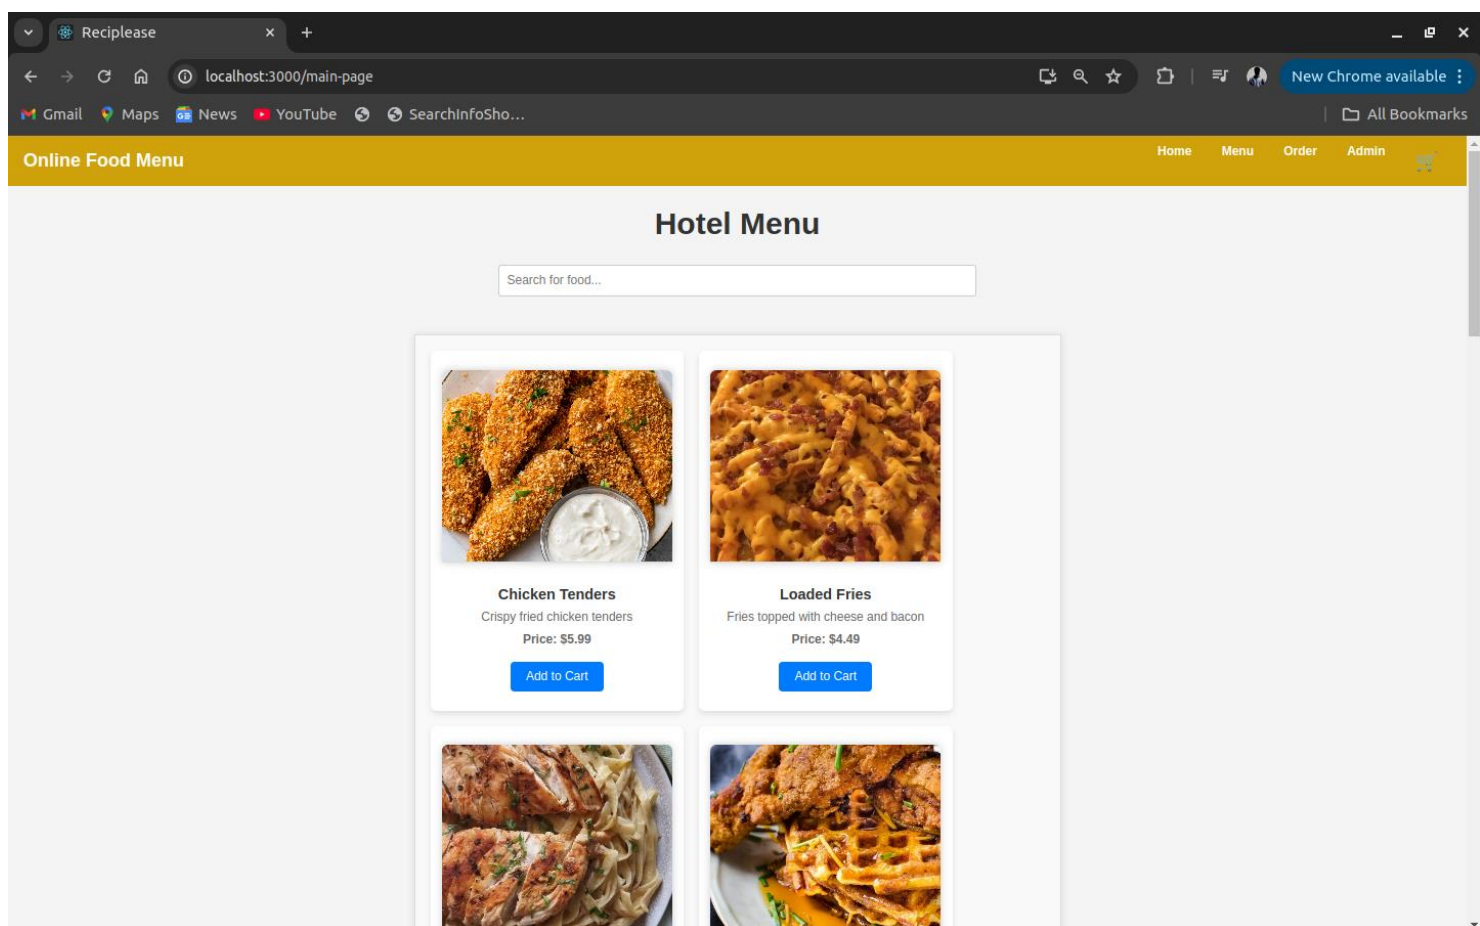 Reciplease
localhost:3000/main-page
New Chrome available
Gmail Maps News YouTube SearchInfoSho...
All Bookmarks
Online Food Menu
Home Menu Order Admin
Hotel Menu
Search for food...
Chicken Tenders
Crispy fried chicken tenders
Price: $5.99
Add to Cart
Loaded Fries
Fries topped with cheese and bacon
Price: $4.49
Add to Cart